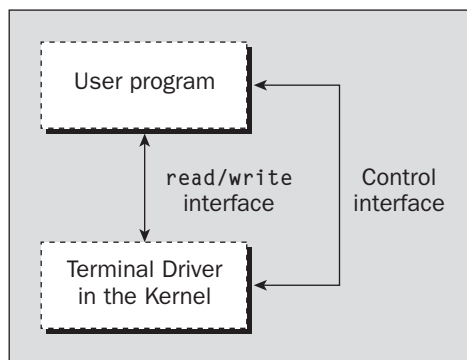 User program
read/write
interface
Control
interface
Terminal Driver
in the Kernel